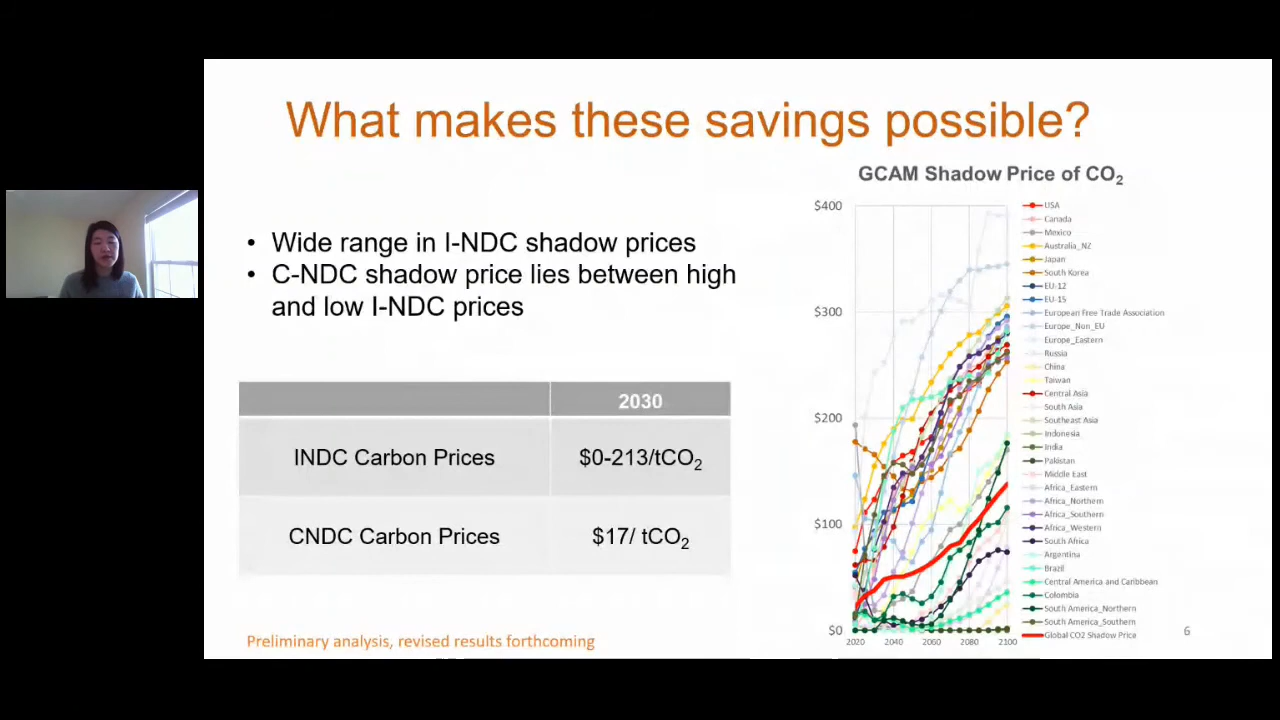 What makes these savings possible?
• Wide range in I-NDC shadow prices
• C-NDC shadow price lies between high
and low I-NDC prices
2030
INDC Carbon Prices $0-213/tCO₂
CNDC Carbon Prices $17/ tCO₂
Preliminary analysis, revised results forthcoming
GCAM Shadow Price of CO₂
$400
$300
$200
$100
$0
2020 2040 2060 2080 2100
USA
Canada
Mexico
Australia_NZ
Japan
South Korea
EU-12
EU-15
European Free Trade Association
Europe_Non_EU
Europe_Eastern
Russia
China
Taiwan
Central Asia
South Asia
Southeast Asia
Indonesia
India
Pakistan
Middle East
Africa_Eastern
Africa_Northern
Africa_Southern
Africa_Western
South Africa
Argentina
Brazil
Central America and Caribbean
Colombia
South America_Northern
South America_Southern
Global CO2 Shadow Price
6